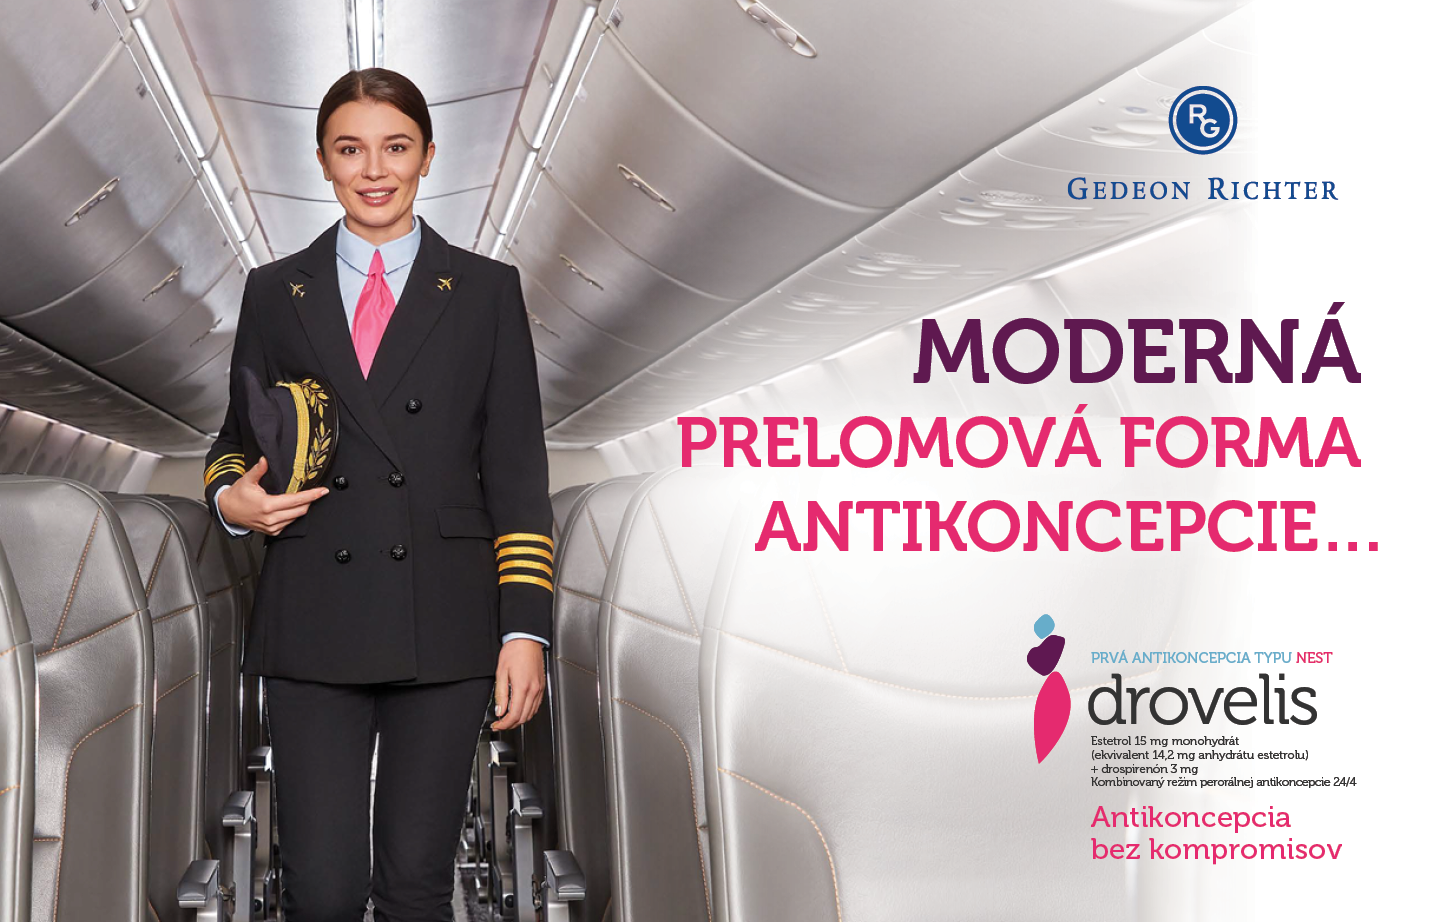 RG
GEDEON RICHTER
MODERNÁ
PRELOMOVÁ FORMA
ANTIKONCEPCIE...
PRVÁ ANTIKONCEPCIA TYPU NEST
drovelis
Estetrol 15 mg monohydrát
(ekvivalent 14,2 mg anhydrátu estetrolu)
+ drospirenón 3 mg
Kombinovaný režim perorálnej antikoncepcie 24/4
Antikoncepcia
bez kompromisov